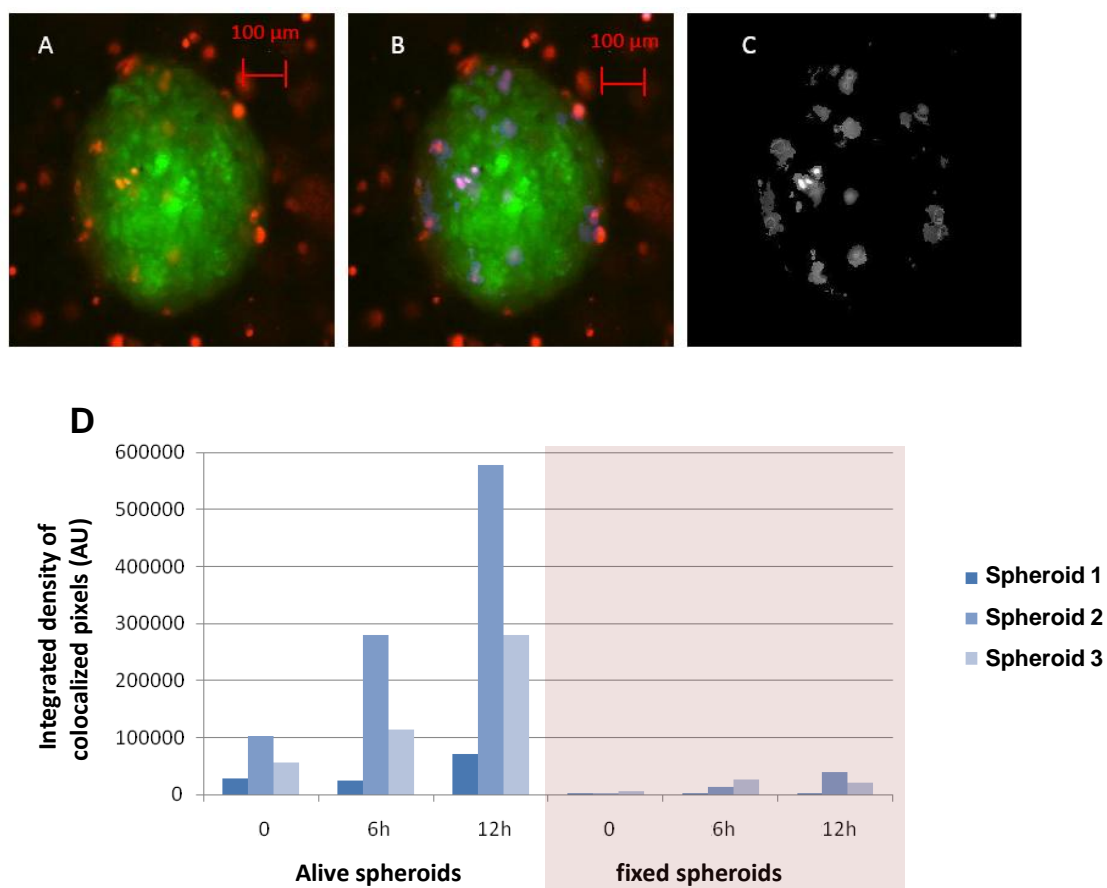 A
100 µm
B
100 µm
C
D
Integrated density of
colocalized pixels (AU)
600000
500000
400000
300000
200000
100000
0
0
6h
12h
0
6h
12h
Alive spheroids
fixed spheroids
Spheroid 1
Spheroid 2
Spheroid 3